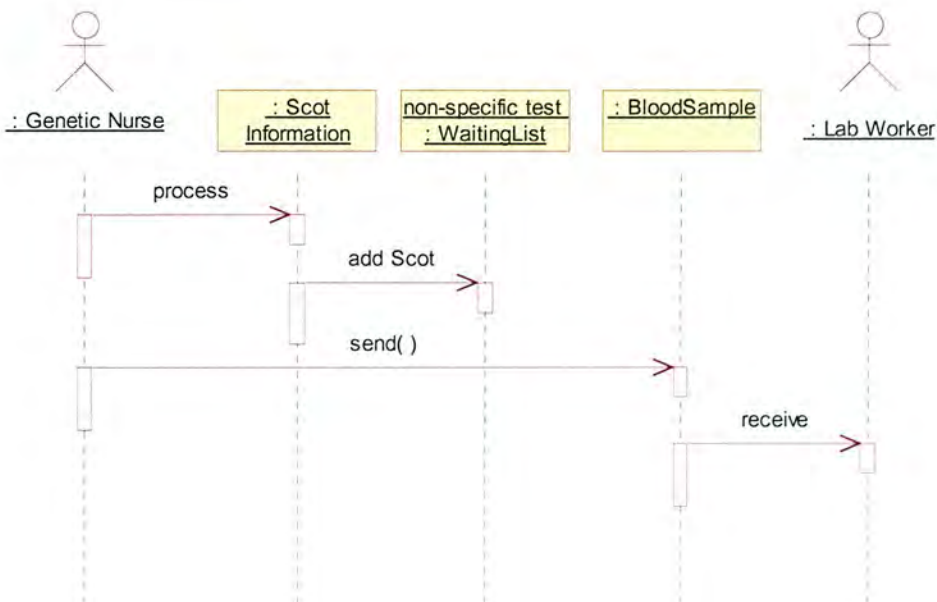 : Genetic Nurse
: Scot
Information
non-specific test
: WaitingList
: BloodSample
: Lab Worker
process
add Scot
send( )
receive